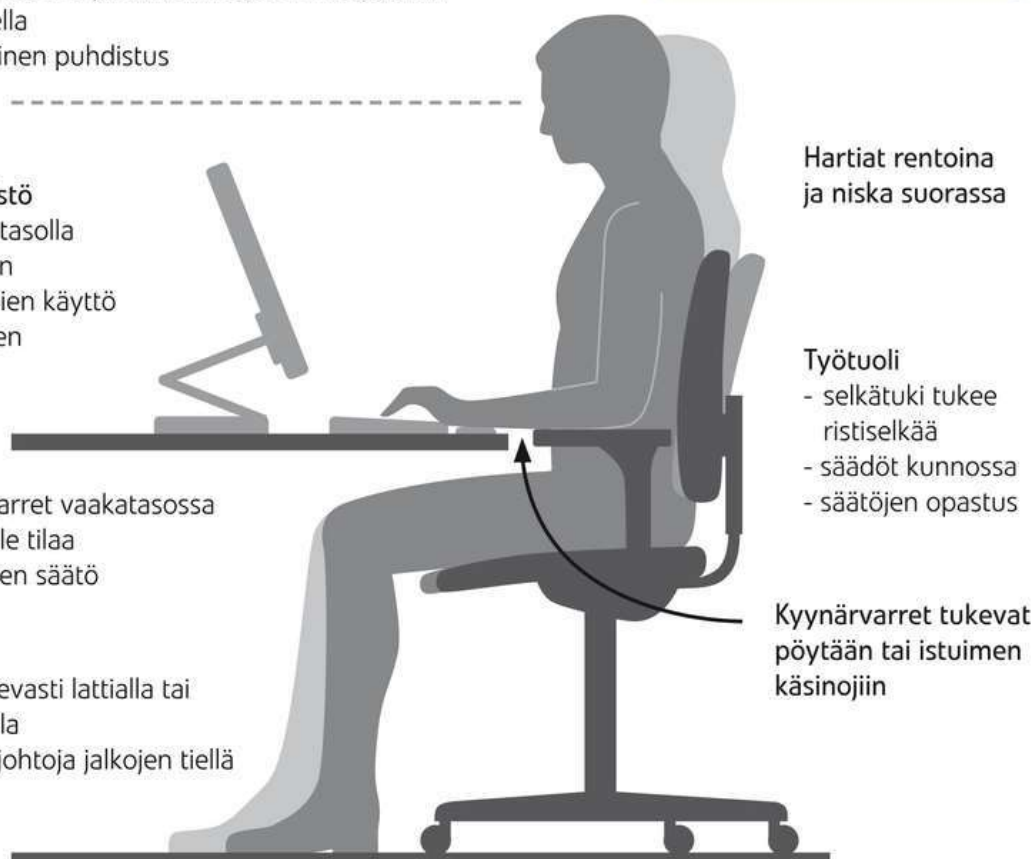 ella
inen puhdistus
stö
tasolla
n
ien käyttö
en
arret vaakatasossa
le tilaa
en säätö
evasti lattialla tai
la
johtoja jalkojen tiellä
Hartiat rentoina
ja niska suorassa
Työtuoli
- selkätuki tukee
ristiselkää
- säädöt kunnossa
- säätöjen opastus
Kyynärvarret tukevat
pöytään tai istuimen
käsinojiin